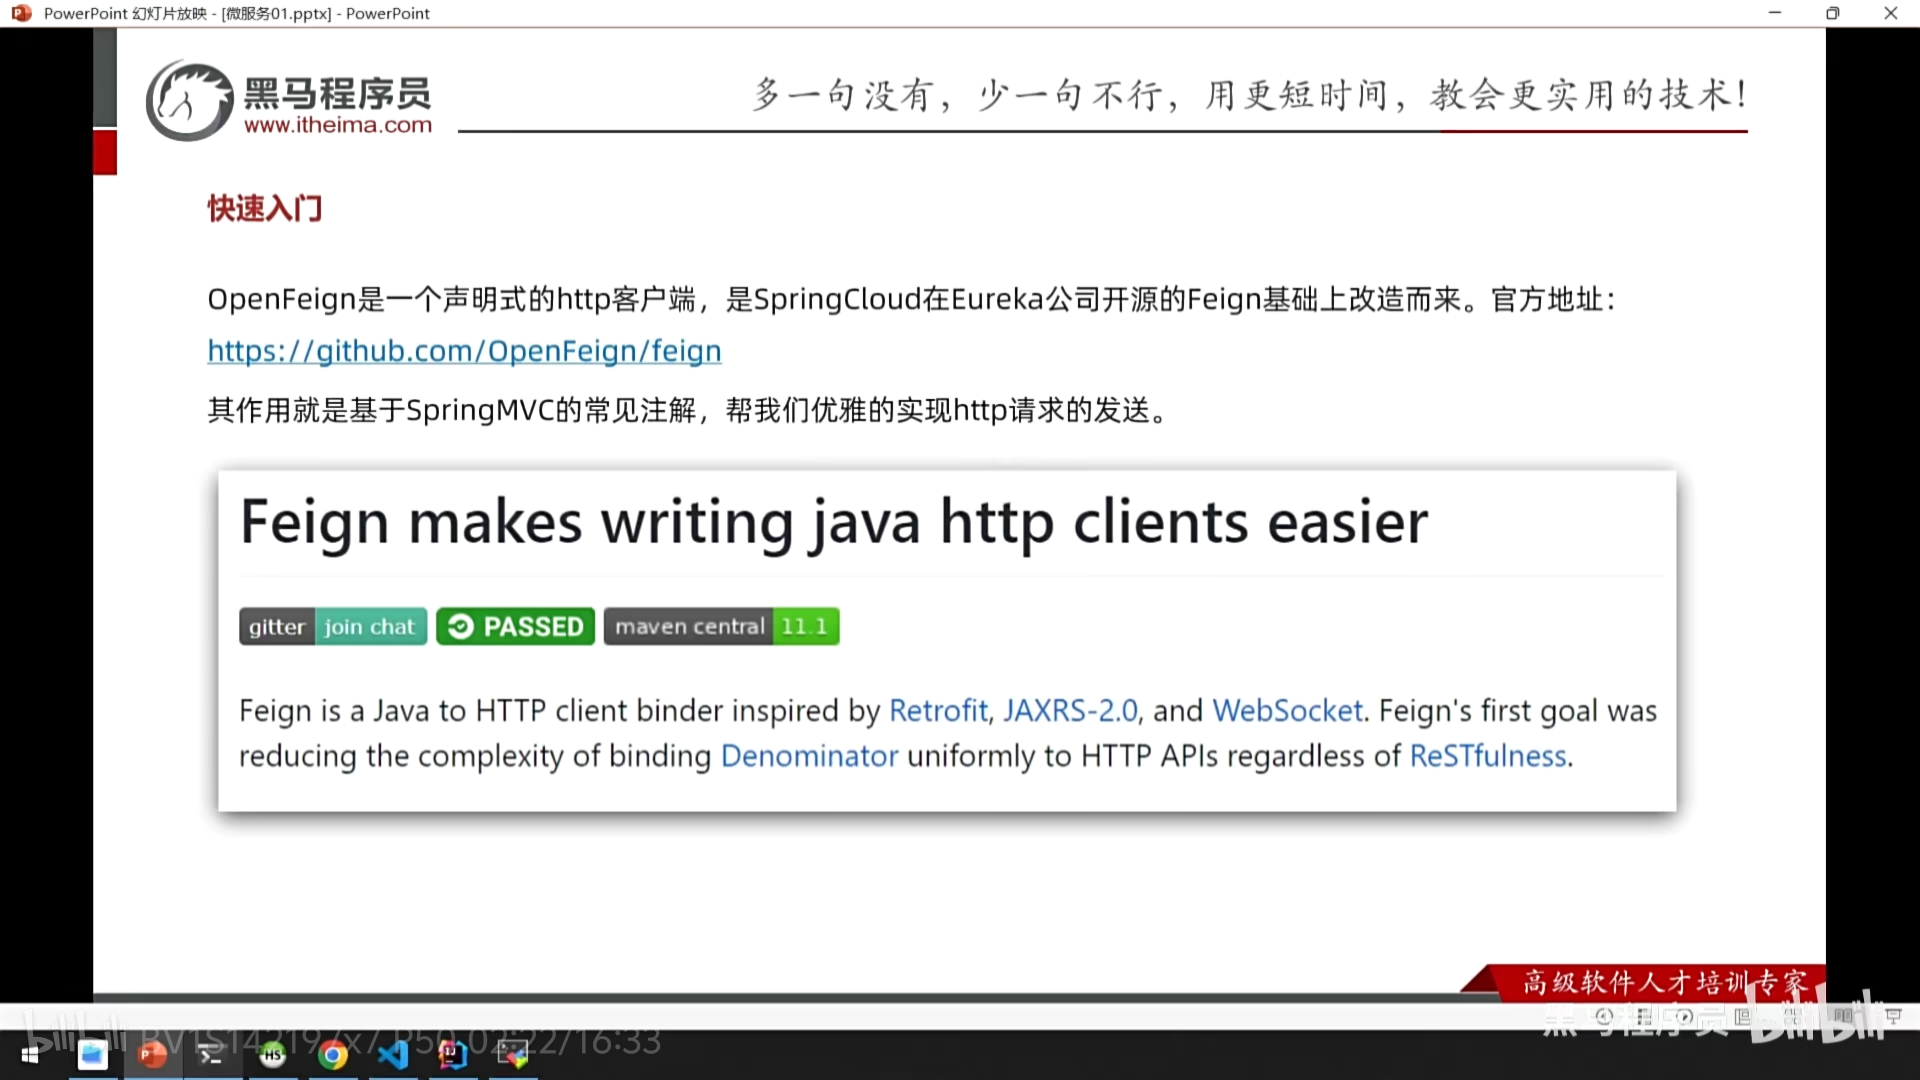 PowerPoint 幻灯片放映 - [微服务01.pptx] - PowerPoint
黑马程序员
www.itheima.com
多一句没有，少一句不行，用更短时间，教会更实用的技术！
快速入门
OpenFeign是一个声明式的http客户端，是SpringCloud在Eureka公司开源的Feign基础上改造而来。官方地址：
https://github.com/OpenFeign/feign
其作用就是基于SpringMVC的常见注解，帮我们优雅的实现http请求的发送。
Feign makes writing java http clients easier
gitter join chat PASSED maven central 11.1
Feign is a Java to HTTP client binder inspired by Retrofit, JAXRS-2.0, and WebSocket. Feign's first goal was
reducing the complexity of binding Denominator uniformly to HTTP APIs regardless of ReSTfulness.
高级软件人才培训专家
黑马程序员 bilibili
bilibili P50 02:22/16:33
HS